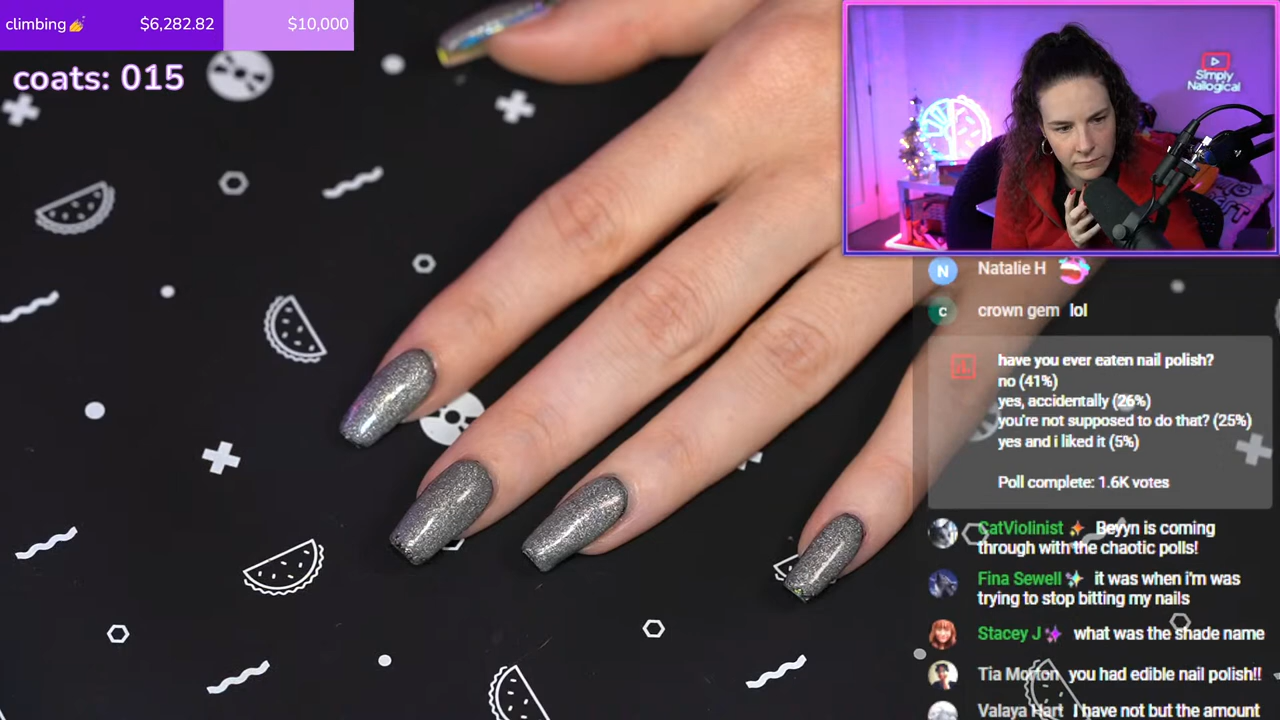 climbing💅 $6,282.82 $10,000
coats: 015
Simply
Nailogical
N Natalie H
c crown gem lol
have you ever eaten nail polish?
no (41%)
yes, accidentally (26%)
you're not supposed to do that? (25%)
yes and i liked it (5%)
Poll complete: 1.6K votes
CatViolinist Beyyn is coming
through with the chaotic polls!
Fina Sewell it was when i'm was
trying to stop bitting my nails
Stacey J what was the shade name
Tia Morton you had edible nail polish!!
Valaya Hart I have not but the amount